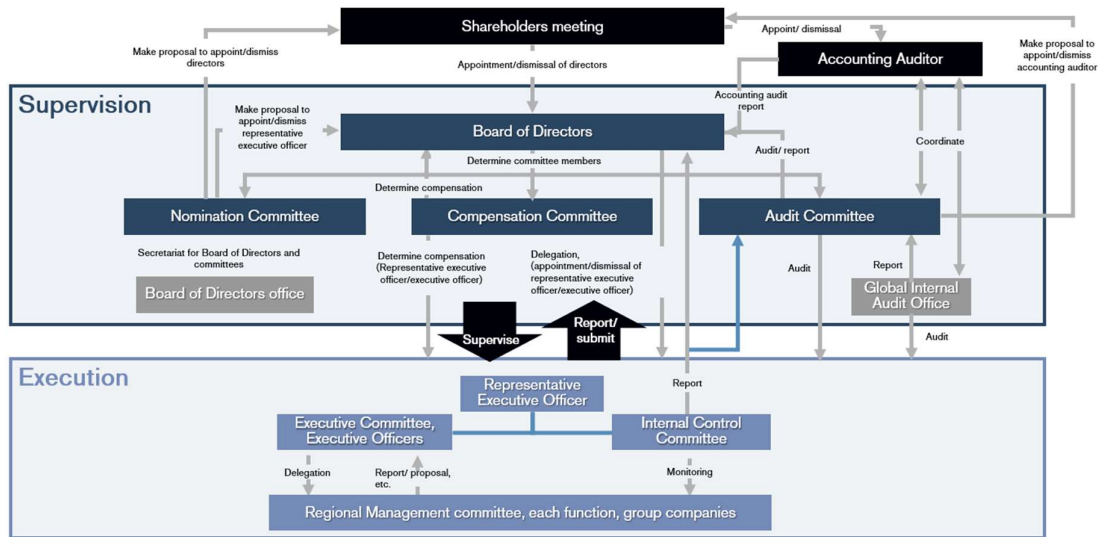 Shareholders meeting
Appoint/ dismissal
Make proposal to appoint/dismiss
directors
Appointment/dismissal of directors
Accounting Auditor
Make proposal to
appoint/dismiss
accounting auditor
Supervision
Make proposal to
appoint/dismiss
representative
executive officer
Board of Directors
Accounting audit
report
Determine committee members
Audit/ report
Coordinate
Determine compensation
Nomination Committee
Compensation Committee
Audit Committee
Secretariat for Board of Directors and
committees
Board of Directors office
Determine compensation
(Representative executive
officer/executive officer)
Delegation,
(appointment/dismissal of
representative executive
officer/executive officer)
Audit
Report
Global Internal
Audit Office
Supervise
Report/
submit
Audit
Execution
Representative
Executive Officer
Report
Executive Committee,
Executive Officers
Internal Control
Committee
Delegation
Report/ proposal,
etc.
Monitoring
Regional Management committee, each function, group companies